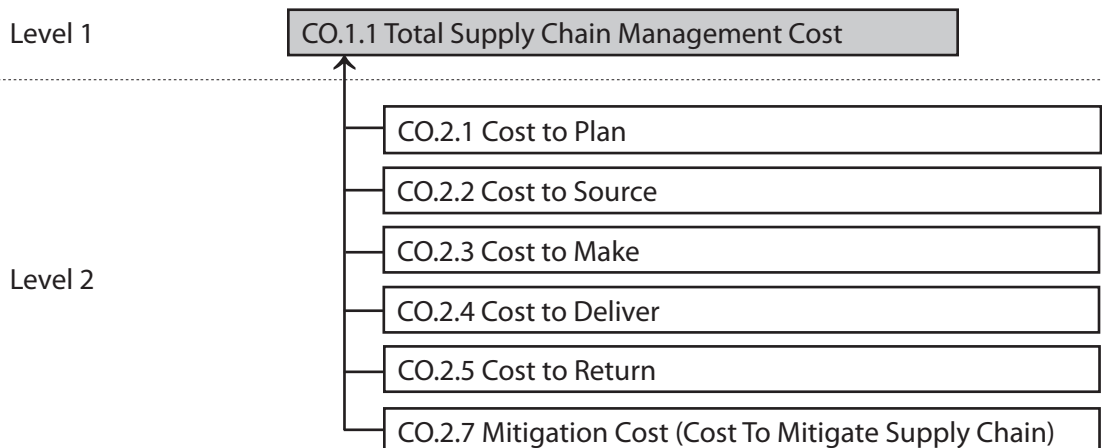 Level 1
CO.1.1 Total Supply Chain Management Cost
Level 2
CO.2.1 Cost to Plan
CO.2.2 Cost to Source
CO.2.3 Cost to Make
CO.2.4 Cost to Deliver
CO.2.5 Cost to Return
CO.2.7 Mitigation Cost (Cost To Mitigate Supply Chain)